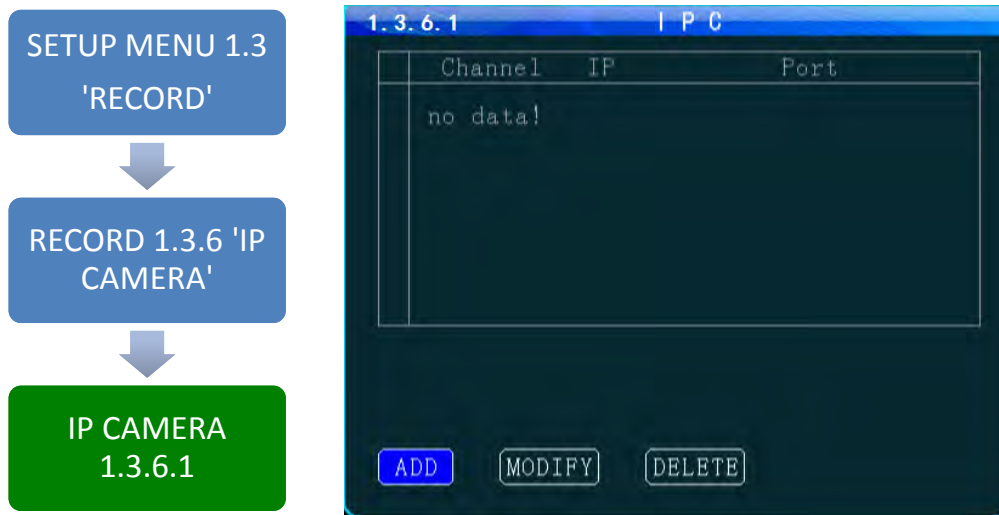 SETUP MENU 1.3
'RECORD'
RECORD 1.3.6 'IP
CAMERA'
IP CAMERA
1.3.6.1
1.3.6.1 IPC
Channel IP Port
no data!
ADD MODIFY DELETE